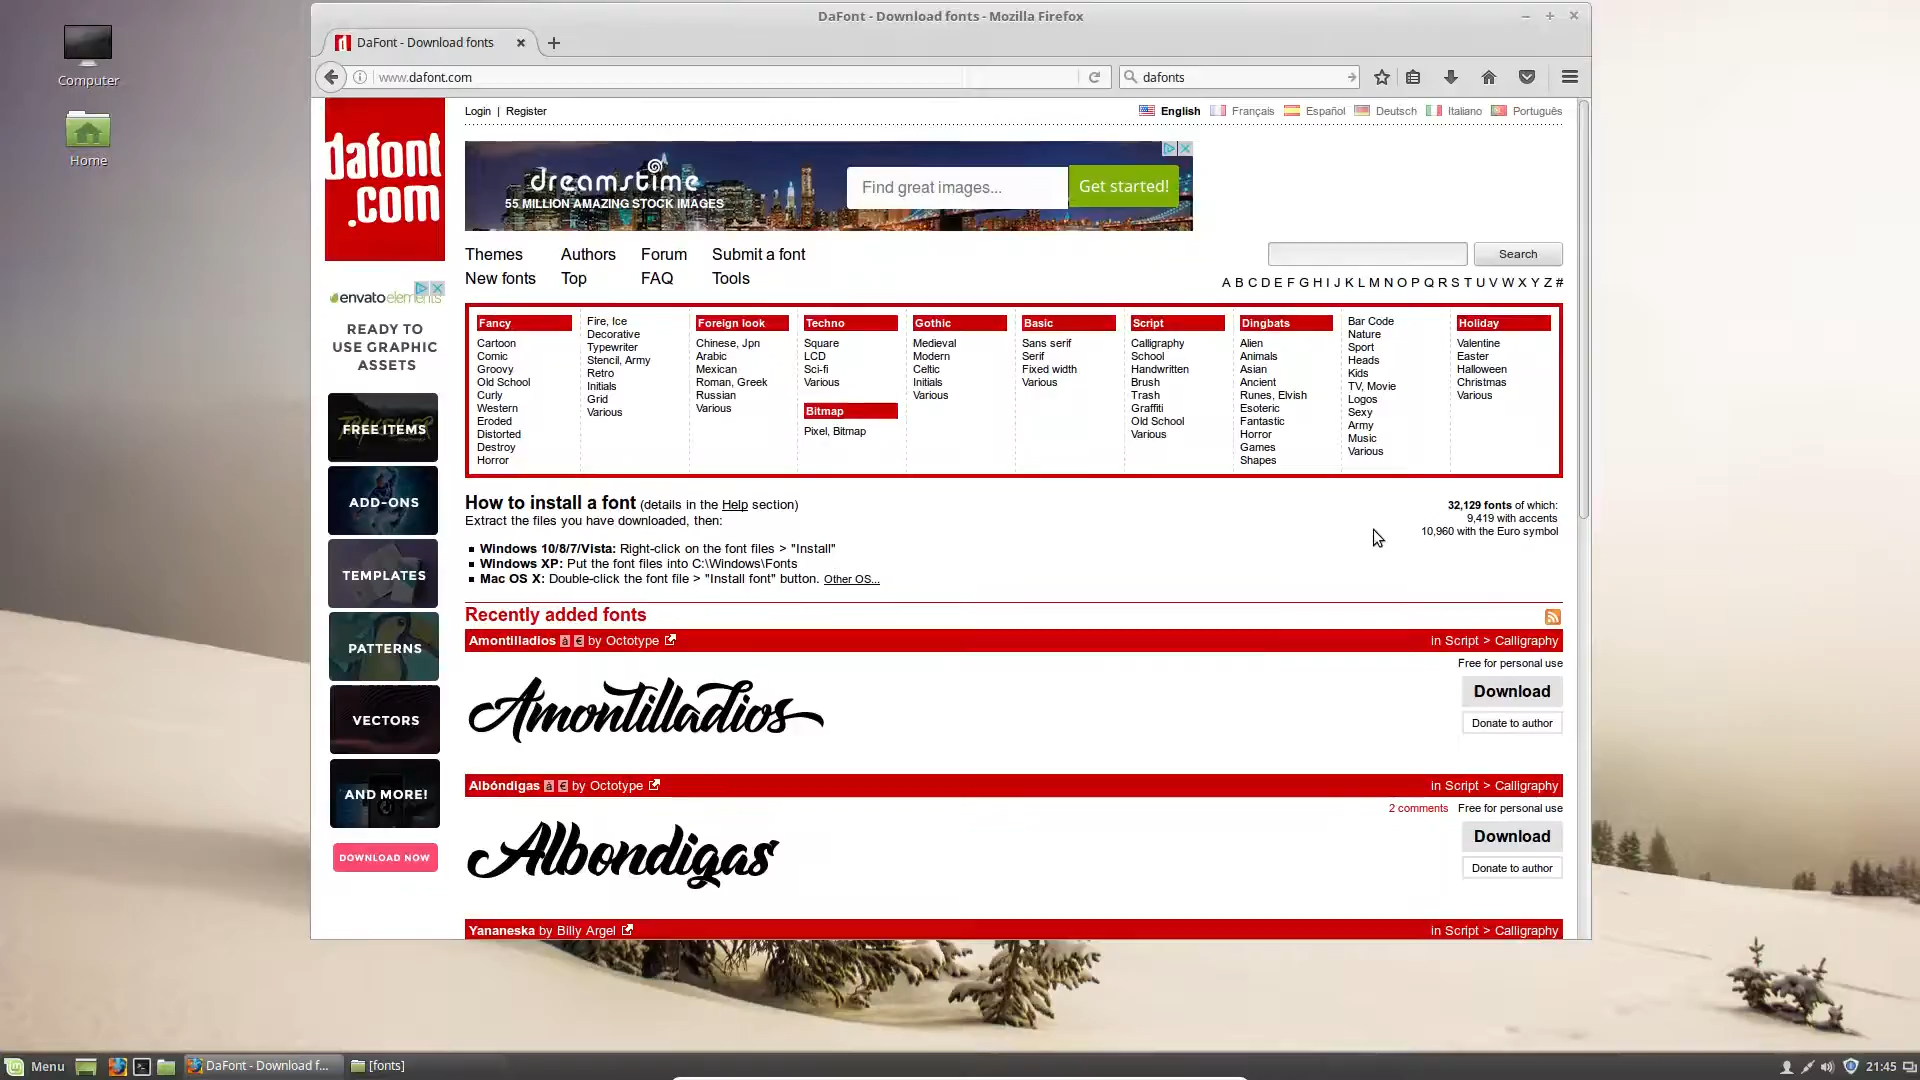 DaFont - Download fonts - Mozilla Firefox
Computer
Home
DaFont - Download fonts
www.dafont.com
dafonts
dafont
.com
Login | Register
English Français Español Deutsch Italiano Português
dreamstime
55 MILLION AMAZING STOCK IMAGES
Find great images...
Get started!
Themes Authors Forum Submit a font
New fonts Top FAQ Tools
Search
A B C D E F G H I J K L M N O P Q R S T U V W X Y Z #
envatoelements
READY TO
USE GRAPHIC
ASSETS
FREE ITEMS
ADD-ONS
TEMPLATES
PATTERNS
VECTORS
AND MORE!
DOWNLOAD NOW
Fancy
Cartoon
Comic
Groovy
Old School
Curly
Western
Eroded
Distorted
Destroy
Horror
Fire, Ice
Decorative
Typewriter
Stencil, Army
Retro
Initials
Grid
Various
Foreign look
Chinese, Jpn
Arabic
Mexican
Roman, Greek
Russian
Various
Techno
Square
LCD
Sci-fi
Various
Bitmap
Pixel, Bitmap
Gothic
Medieval
Modern
Celtic
Initials
Various
Basic
Sans serif
Serif
Fixed width
Various
Script
Calligraphy
School
Handwritten
Brush
Trash
Graffiti
Old School
Various
Dingbats
Alien
Animals
Asian
Ancient
Runes, Elvish
Esoteric
Fantastic
Horror
Games
Shapes
Bar Code
Nature
Sport
Heads
Kids
TV, Movie
Logos
Sexy
Army
Music
Various
Holiday
Valentine
Easter
Halloween
Christmas
Various
How to install a font (details in the Help section)
Extract the files you have downloaded, then:
Windows 10/8/7/Vista: Right-click on the font files > "Install"
Windows XP: Put the font files into C:\Windows\Fonts
Mac OS X: Double-click the font file > "Install font" button. Other OS...
32,129 fonts of which:
9,419 with accents
10,960 with the Euro symbol
Recently added fonts
Amontilladios à € by Octotype in Script > Calligraphy
Free for personal use
Amontilladios
Download
Donate to author
Albóndigas à € by Octotype in Script > Calligraphy
2 comments Free for personal use
Albondigas
Download
Donate to author
Yananeska by Billy Argel in Script > Calligraphy
Menu
DaFont - Download f...
[fonts]
21:45